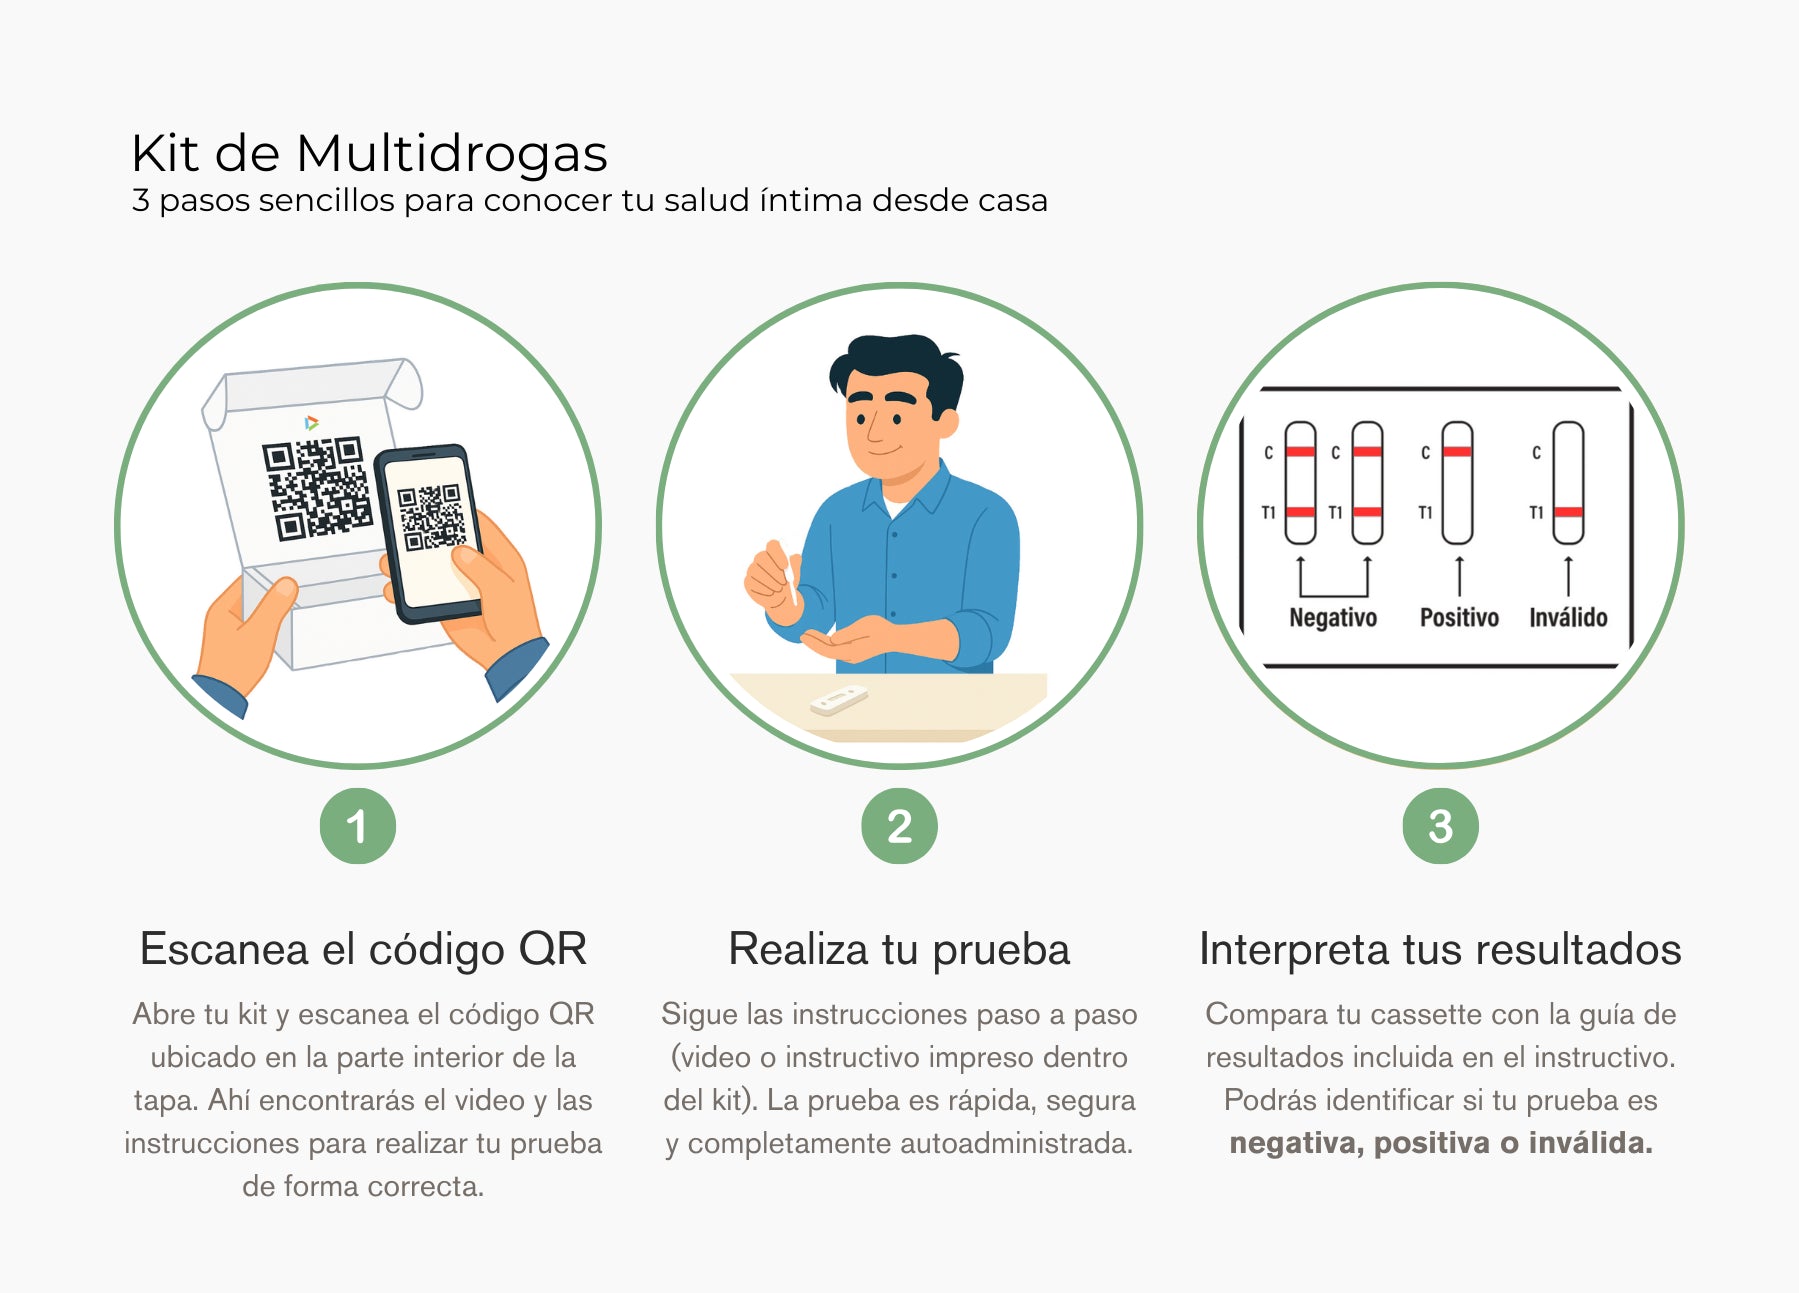 Kit de Multidrogas
3 pasos sencillos para conocer tu salud íntima desde casa
C
C
C
C
T1
T1
T1
T1
Negativo
Positivo
Inválido
1
2
3
Escanea el código QR
Abre tu kit y escanea el código QR
ubicado en la parte interior de la
tapa. Ahí encontrarás el video y las
instrucciones para realizar tu prueba
de forma correcta.
Realiza tu prueba
Sigue las instrucciones paso a paso
(video o instructivo impreso dentro
del kit). La prueba es rápida, segura
y completamente autoadministrada.
Interpreta tus resultados
Compara tu cassette con la guía de
resultados incluida en el instructivo.
Podrás identificar si tu prueba es
negativa, positiva o inválida.